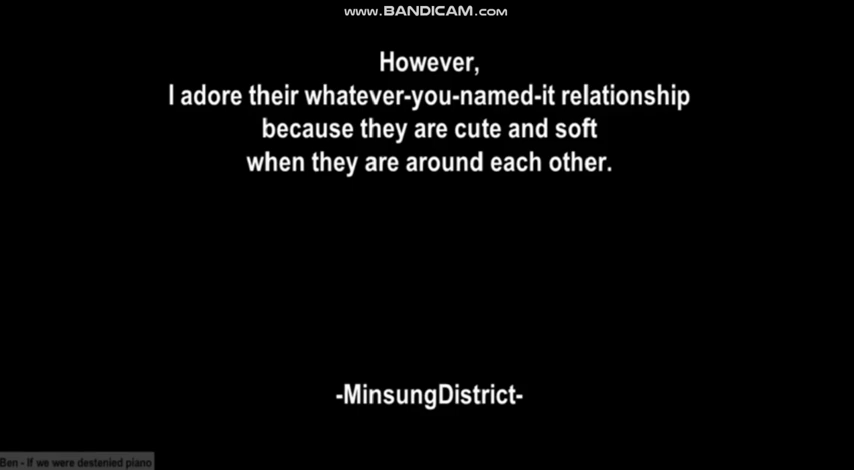 www.BANDICAM.com
However,
I adore their whatever-you-named-it relationship
because they are cute and soft
when they are around each other.
-MinsungDistrict-
Ben - If we were destenied piano